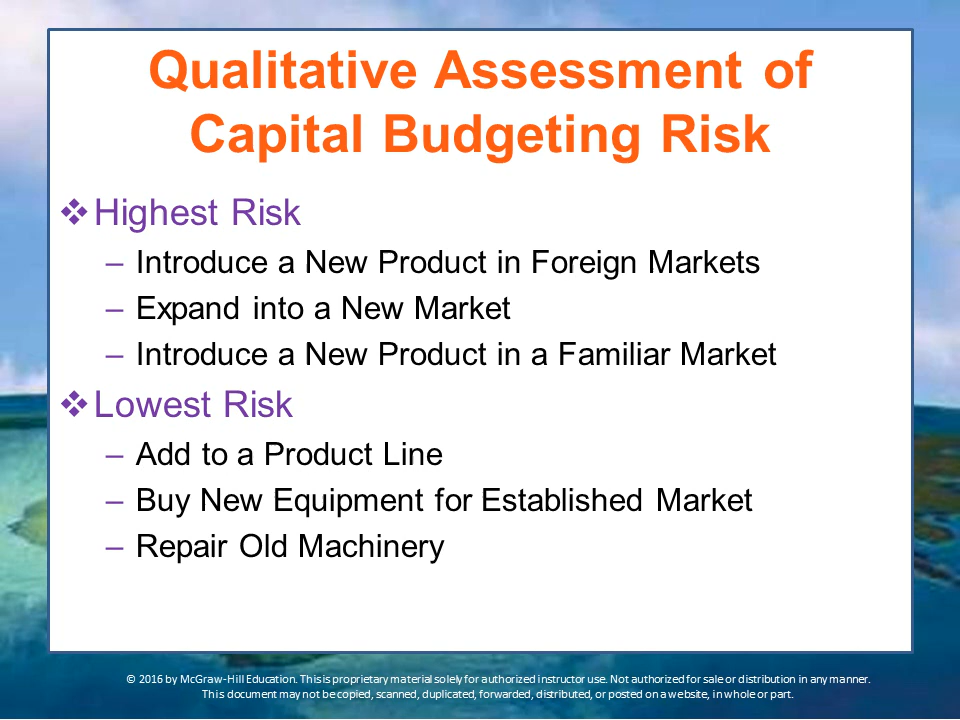 Qualitative Assessment of
Capital Budgeting Risk
❖ Highest Risk
– Introduce a New Product in Foreign Markets
– Expand into a New Market
– Introduce a New Product in a Familiar Market
❖ Lowest Risk
– Add to a Product Line
– Buy New Equipment for Established Market
– Repair Old Machinery
© 2016 by McGraw-Hill Education. This is proprietary material solely for authorized instructor use. Not authorized for sale or distribution in any manner.
This document may not be copied, scanned, duplicated, forwarded, distributed, or posted on a website, in whole or part.